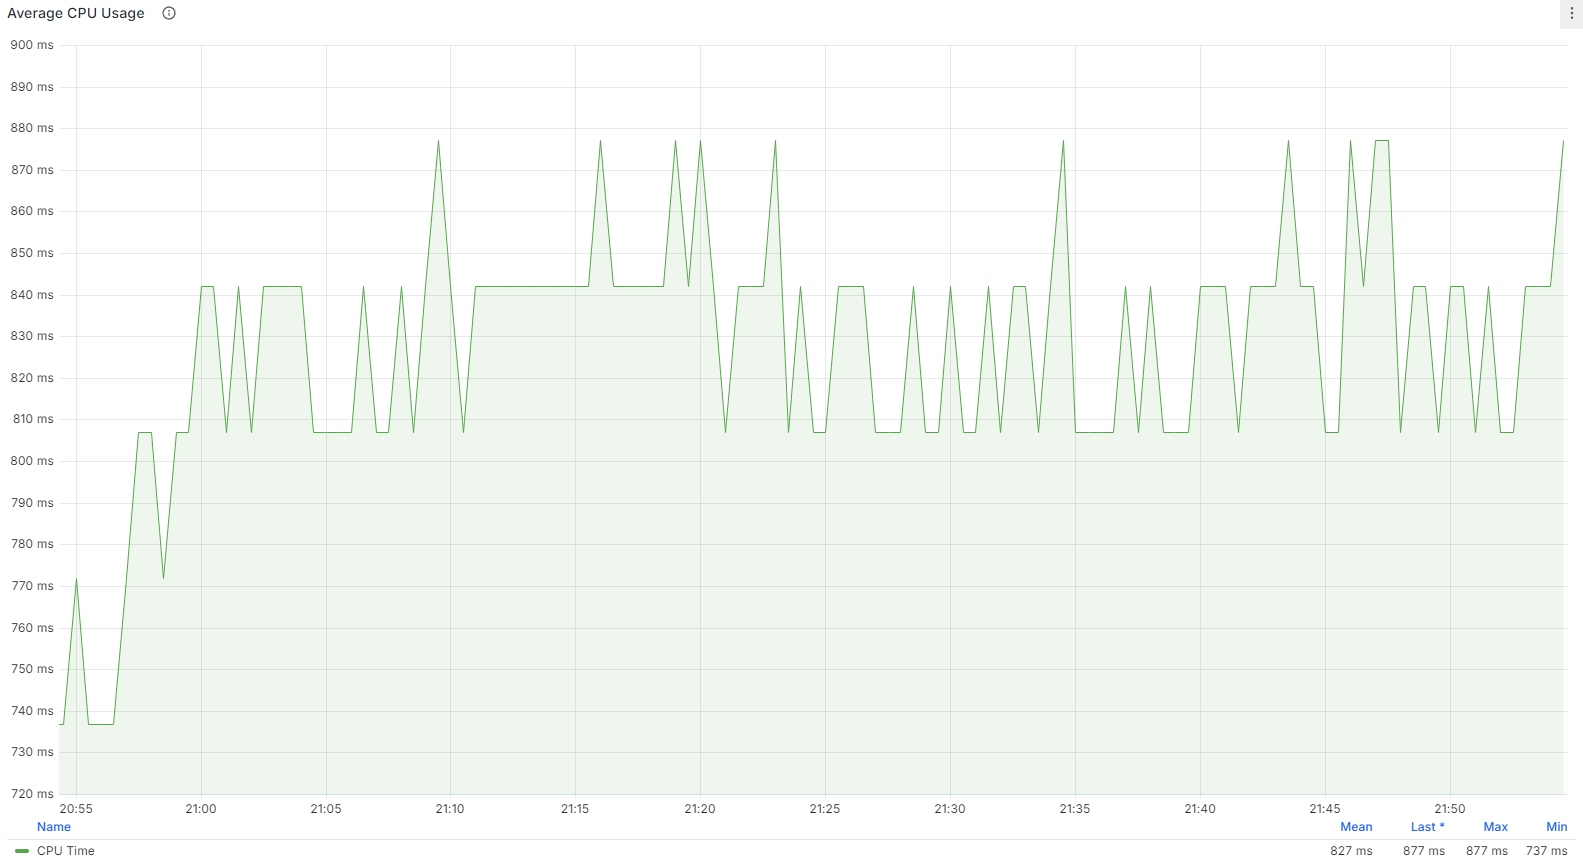 Average CPU Usage
900 ms
890 ms
880 ms
870 ms
860 ms
850 ms
840 ms
830 ms
820 ms
810 ms
800 ms
790 ms
780 ms
770 ms
760 ms
750 ms
740 ms
730 ms
720 ms
20:55 21:00 21:05 21:10 21:15 21:20 21:25 21:30 21:35 21:40 21:45 21:50
Name Mean Last * Max Min
CPU Time 827 ms 877 ms 877 ms 737 ms